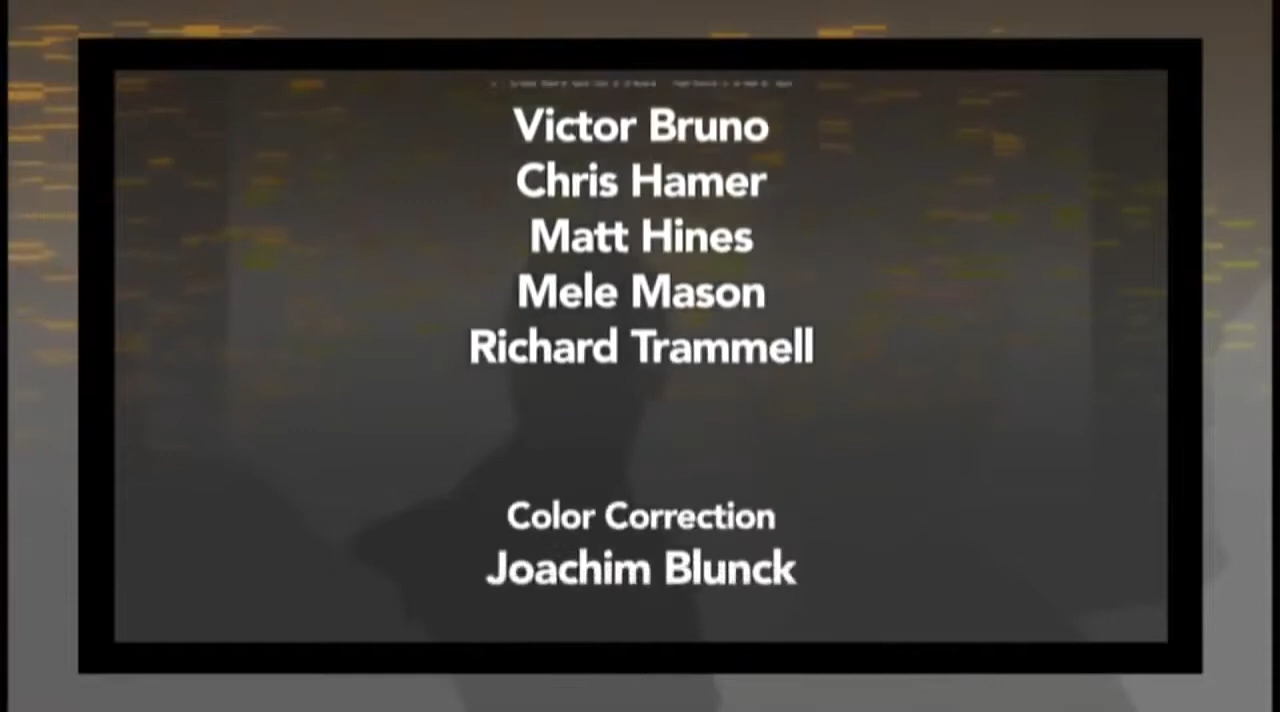 Victor Bruno
Chris Hamer
Matt Hines
Mele Mason
Richard Trammell
Color Correction
Joachim Blunck